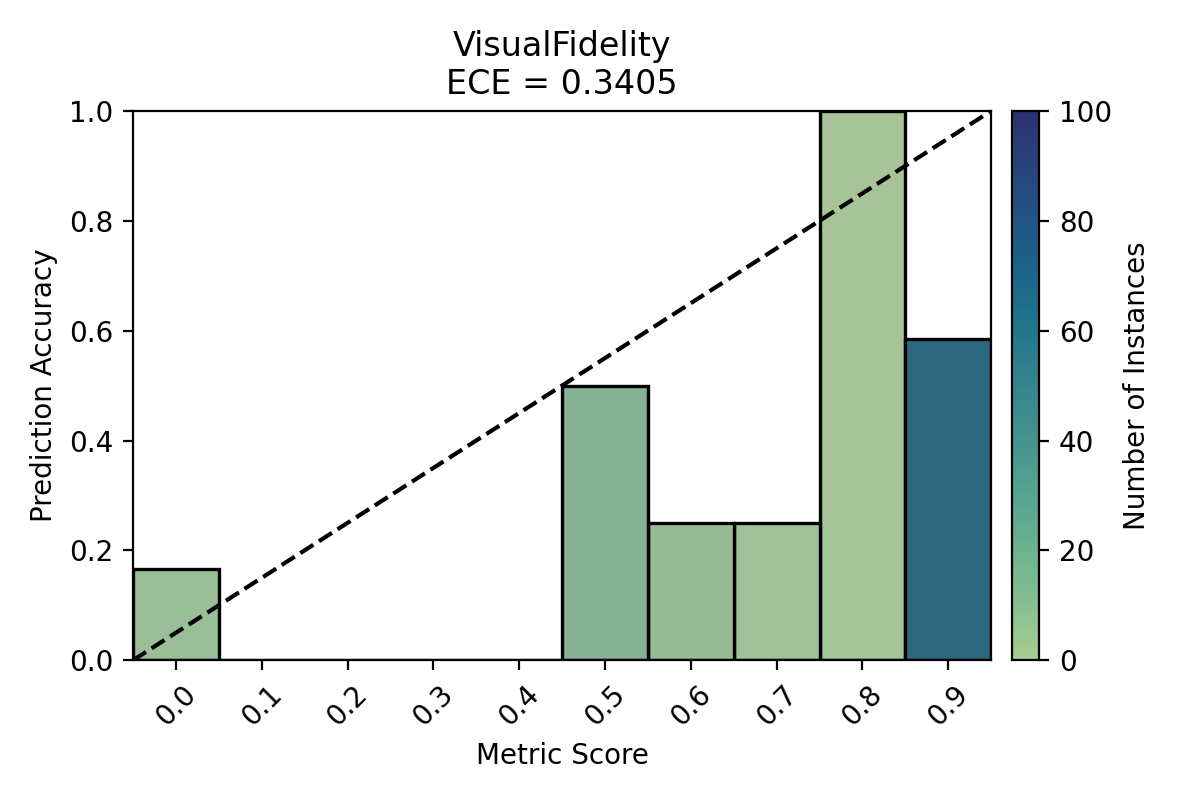 VisualFidelity
ECE = 0.3405
Prediction Accuracy
1.0
0.8
0.6
0.4
0.2
0.0
0.0 0.1 0.2 0.3 0.4 0.5 0.6 0.7 0.8 0.9
Metric Score
100
80
60
40
20
0
Number of Instances